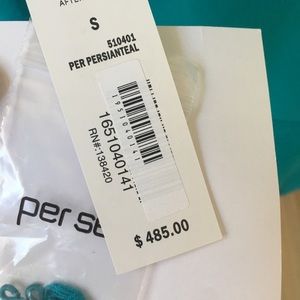 S
510401
PER PERSIANTEAL
1651040141
RN#:138420
$ 485.00
per se